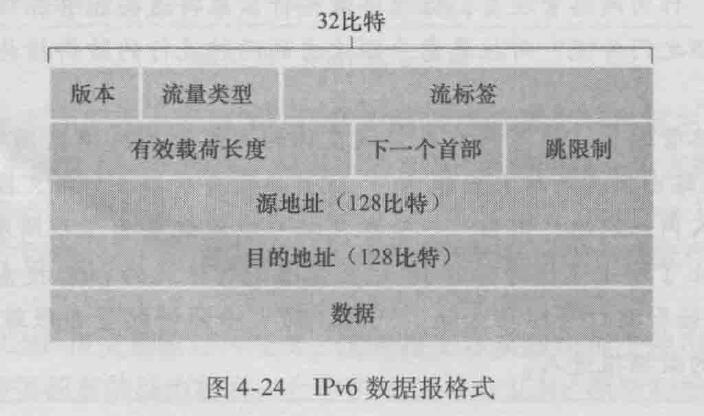 32比特
版本 流量类型 流标签
有效载荷长度 下一个首部 跳限制
源地址（128比特）
目的地址（128比特）
数据
图 4-24 IPv6 数据报格式